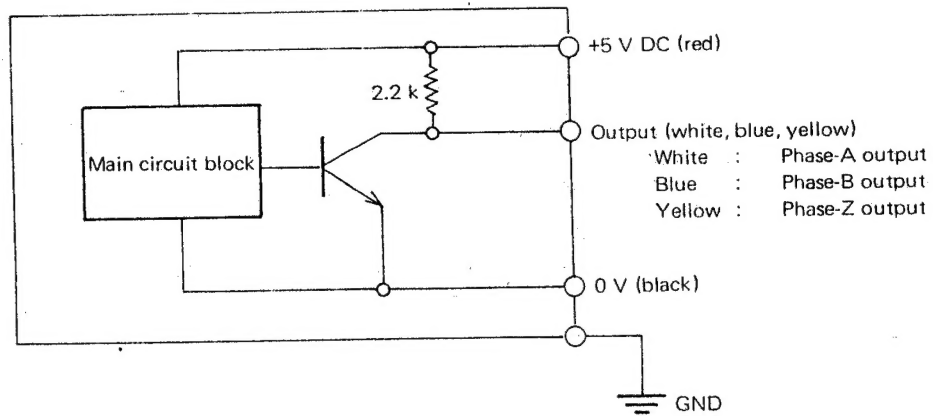 +5 V DC (red)
2.2 k
Output (white, blue, yellow)
Main circuit block
White : Phase-A output
Blue : Phase-B output
Yellow : Phase-Z output
0 V (black)
GND